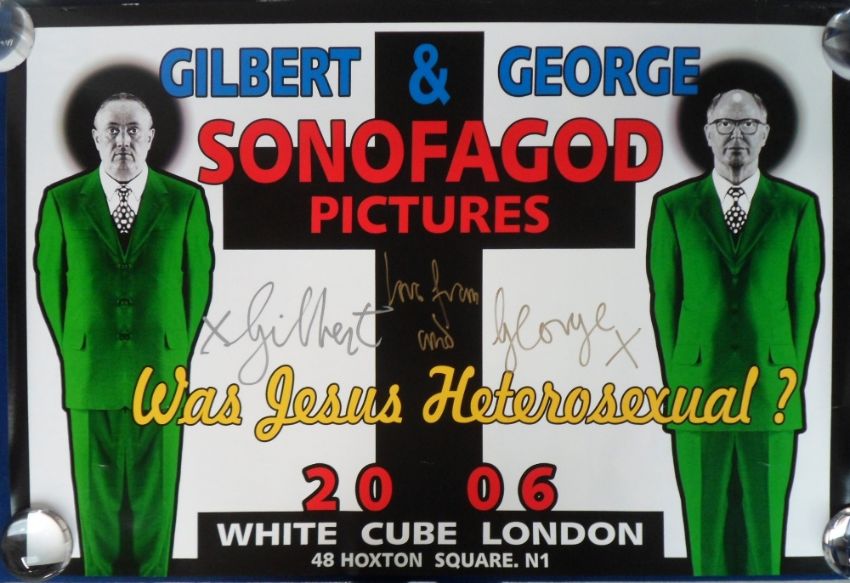 GILBERT & GEORGE
SONOFAGOD
PICTURES
love from
x Gilbert and George x
Was Jesus Heterosexual ?
20 06
WHITE CUBE LONDON
48 HOXTON SQUARE. N1